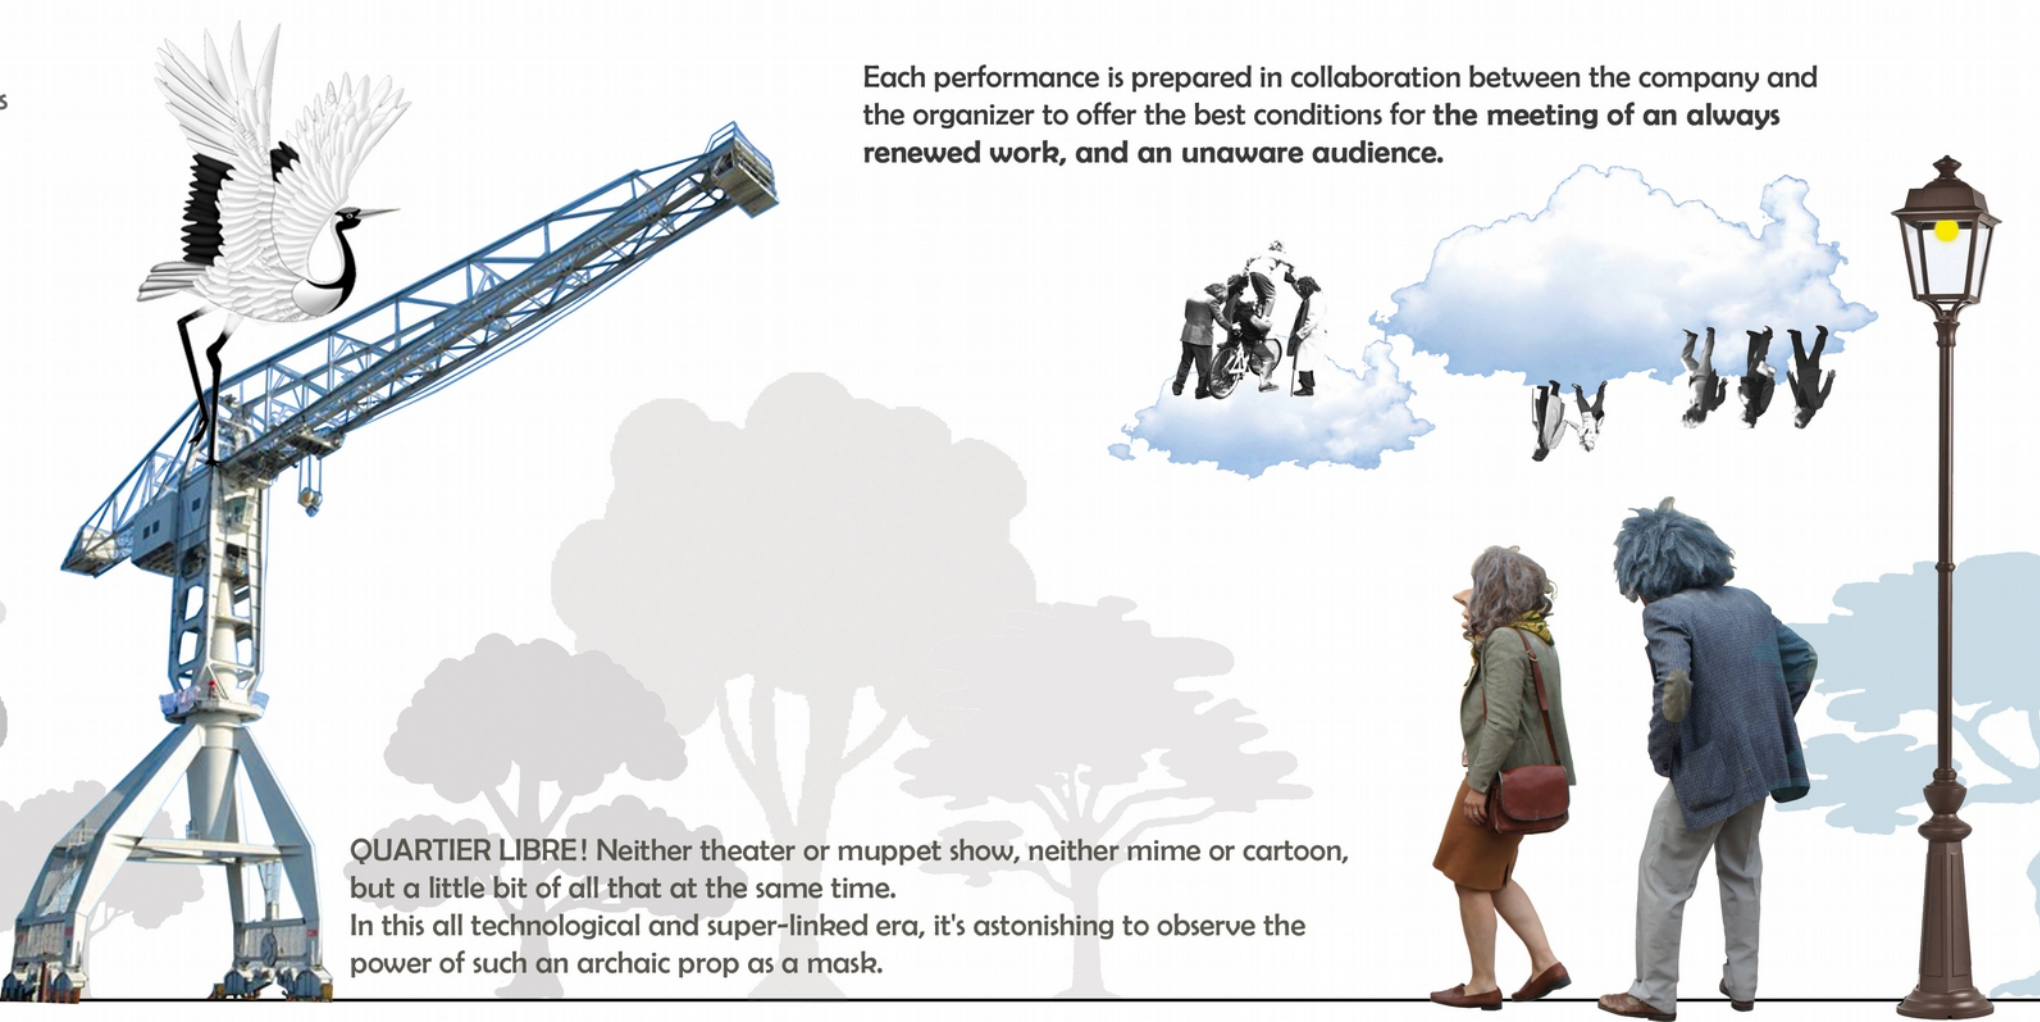 s
Each performance is prepared in collaboration between the company and
the organizer to offer the best conditions for the meeting of an always
renewed work, and an unaware audience.
QUARTIER LIBRE! Neither theater or muppet show, neither mime or cartoon,
but a little bit of all that at the same time.
In this all technological and super-linked era, it's astonishing to observe the
power of such an archaic prop as a mask.